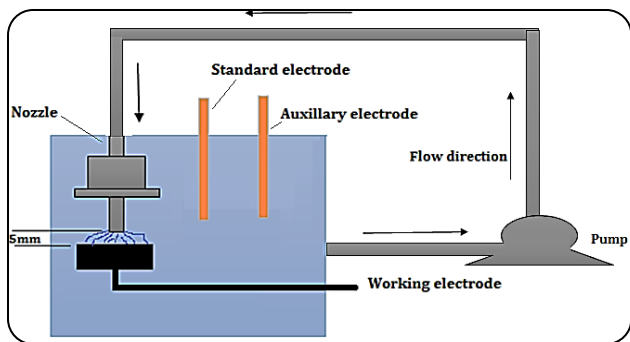 Standard electrode
Nozzle
Auxillary electrode
Flow direction
5mm
Pump
Working electrode